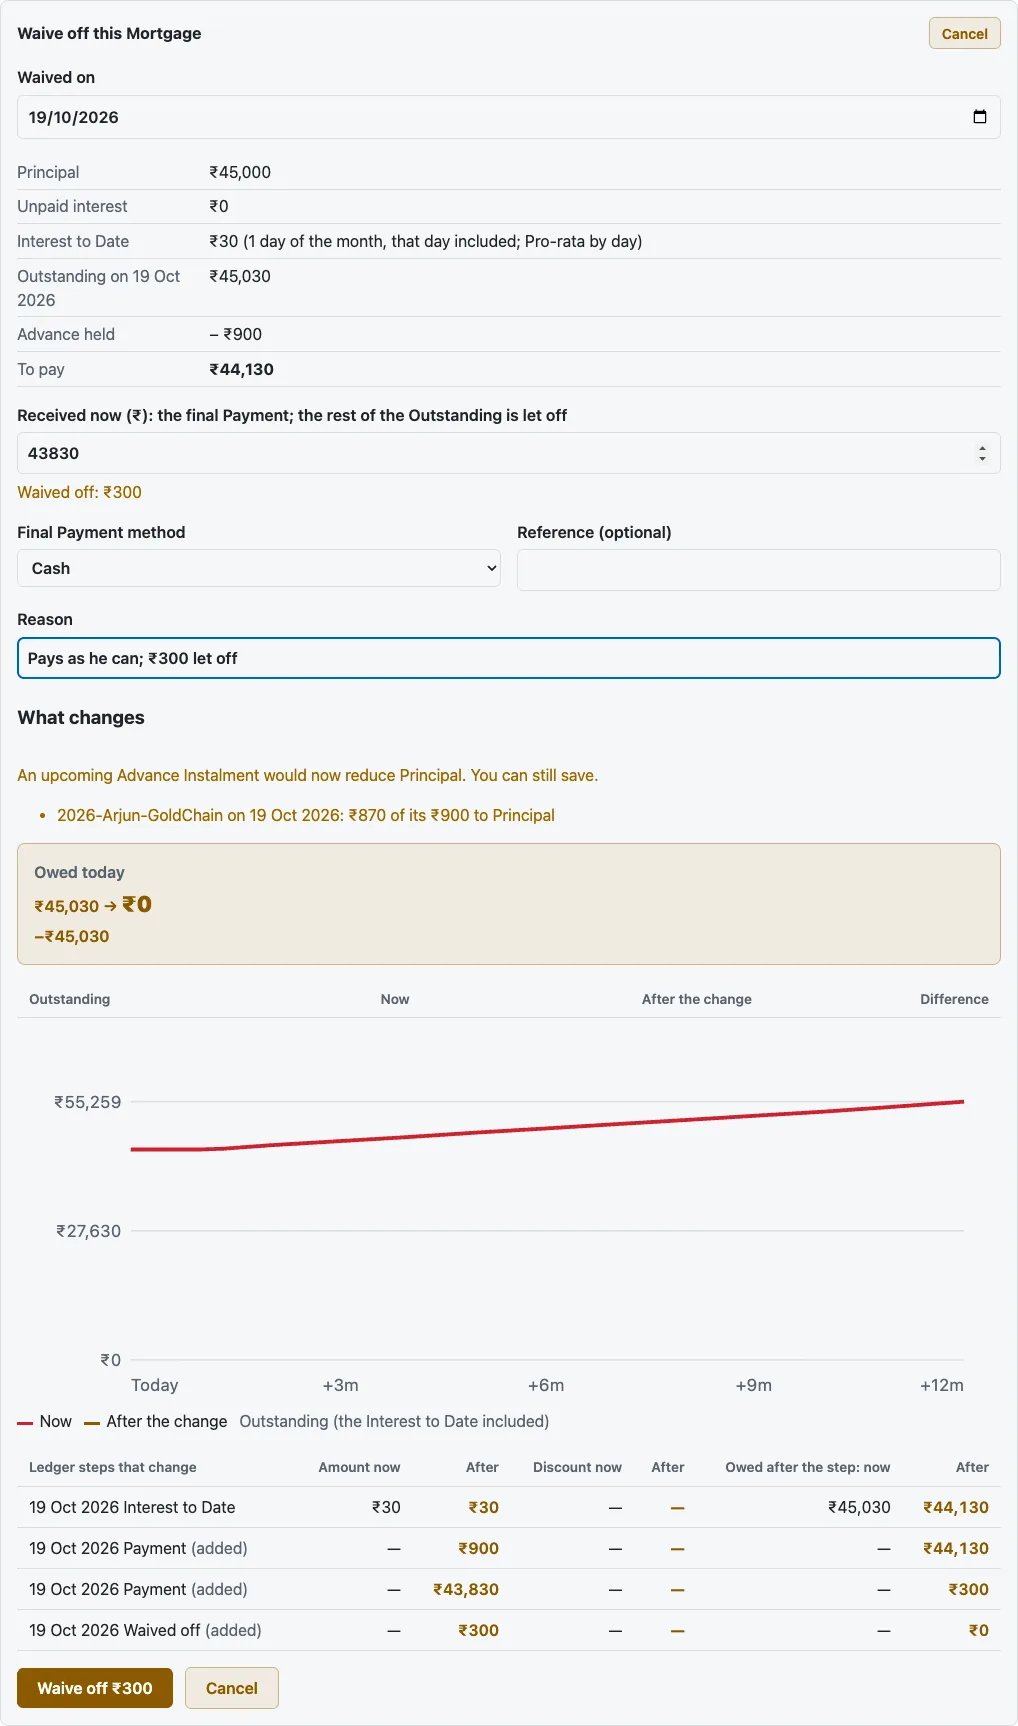 Waive off this Mortgage
Cancel
Waived on
19/10/2026
Principal ₹45,000
Unpaid interest ₹0
Interest to Date ₹30 (1 day of the month, that day included; Pro-rata by day)
Outstanding on 19 Oct 2026 ₹45,030
Advance held – ₹900
To pay ₹44,130
Received now (₹): the final Payment; the rest of the Outstanding is let off
43830
Waived off: ₹300
Final Payment method
Cash
Reference (optional)
Reason
Pays as he can; ₹300 let off
What changes
An upcoming Advance Instalment would now reduce Principal. You can still save.
• 2026-Arjun-GoldChain on 19 Oct 2026: ₹870 of its ₹900 to Principal
Owed today
₹45,030 → ₹0
–₹45,030
Outstanding Now After the change Difference
₹55,259
₹27,630
₹0
Today +3m +6m +9m +12m
Now After the change Outstanding (the Interest to Date included)
Ledger steps that change Amount now After Discount now After Owed after the step: now After
19 Oct 2026 Interest to Date ₹30 ₹30 — — ₹45,030 ₹44,130
19 Oct 2026 Payment (added) — ₹900 — — — ₹44,130
19 Oct 2026 Payment (added) — ₹43,830 — — — ₹300
19 Oct 2026 Waived off (added) — ₹300 — — — ₹0
Waive off ₹300
Cancel